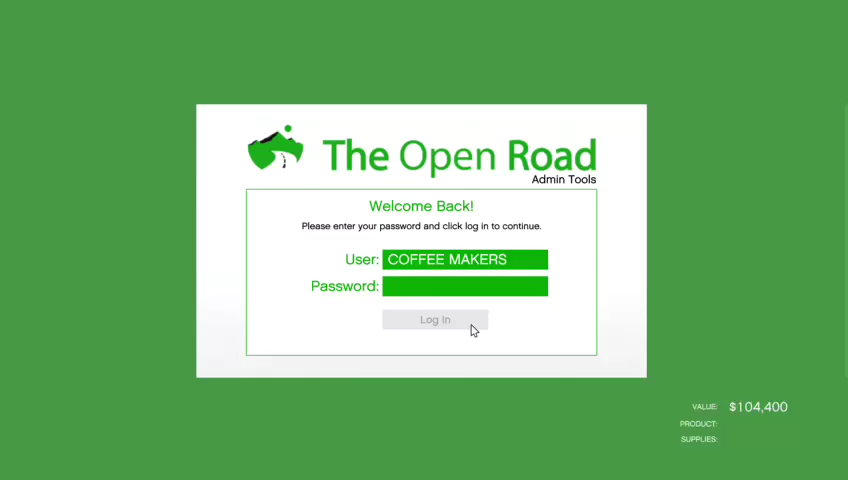 The Open Road
Admin Tools
Welcome Back!
Please enter your password and click log in to continue.
User: COFFEE MAKERS
Password:
Log In
VALUE: $104,400
PRODUCT:
SUPPLIES: